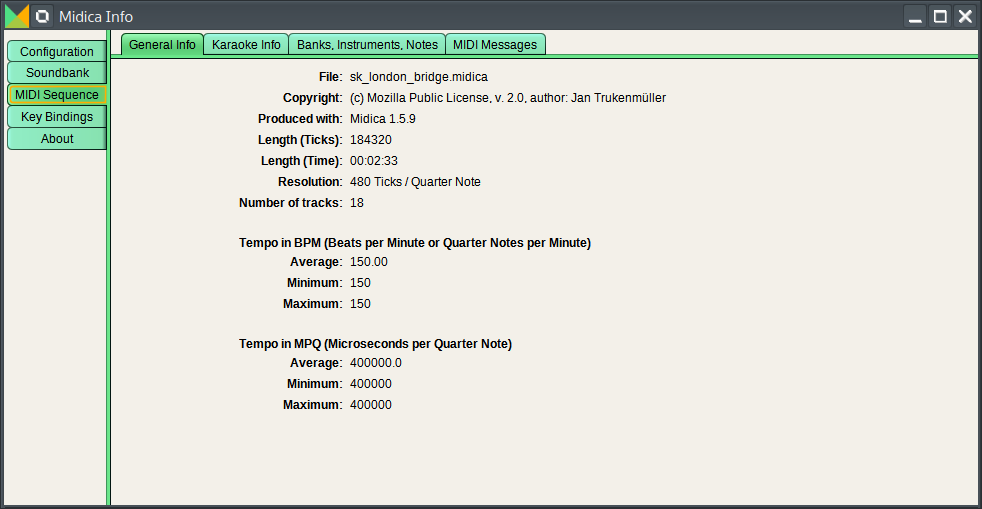 Midica Info
Configuration
Soundbank
MIDI Sequence
Key Bindings
About
General Info Karaoke Info Banks, Instruments, Notes MIDI Messages
File: sk_london_bridge.midica
Copyright: (c) Mozilla Public License, v. 2.0, author: Jan Trukenmüller
Produced with: Midica 1.5.9
Length (Ticks): 184320
Length (Time): 00:02:33
Resolution: 480 Ticks / Quarter Note
Number of tracks: 18
Tempo in BPM (Beats per Minute or Quarter Notes per Minute)
Average: 150.00
Minimum: 150
Maximum: 150
Tempo in MPQ (Microseconds per Quarter Note)
Average: 400000.0
Minimum: 400000
Maximum: 400000